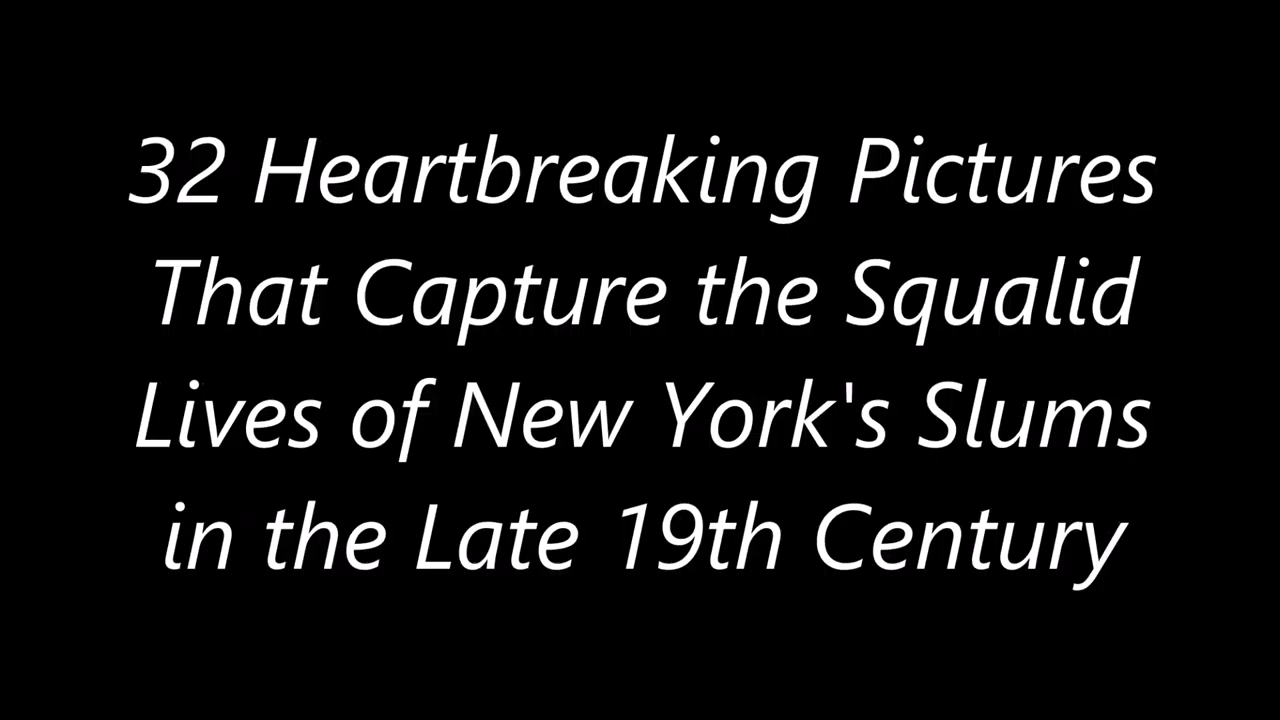 32 Heartbreaking Pictures
That Capture the Squalid
Lives of New York's Slums
in the Late 19th Century